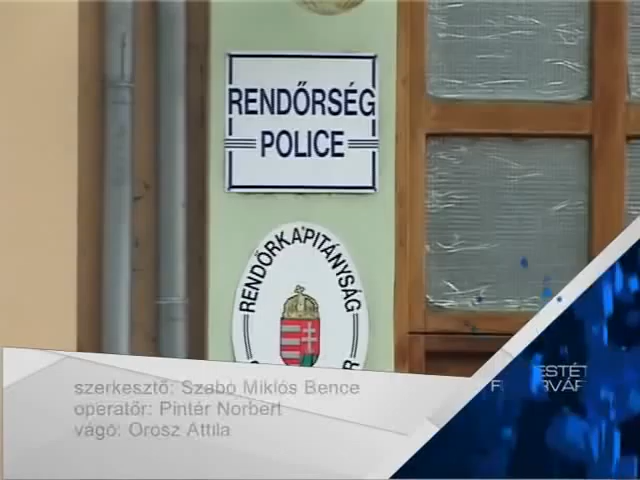 RENDŐRSÉG
POLICE
RENDŐRKAPITÁNYSÁG
szerkesztő: Szabó Miklós Bence
operatőr: Pintér Norbert
vágó: Orosz Attila